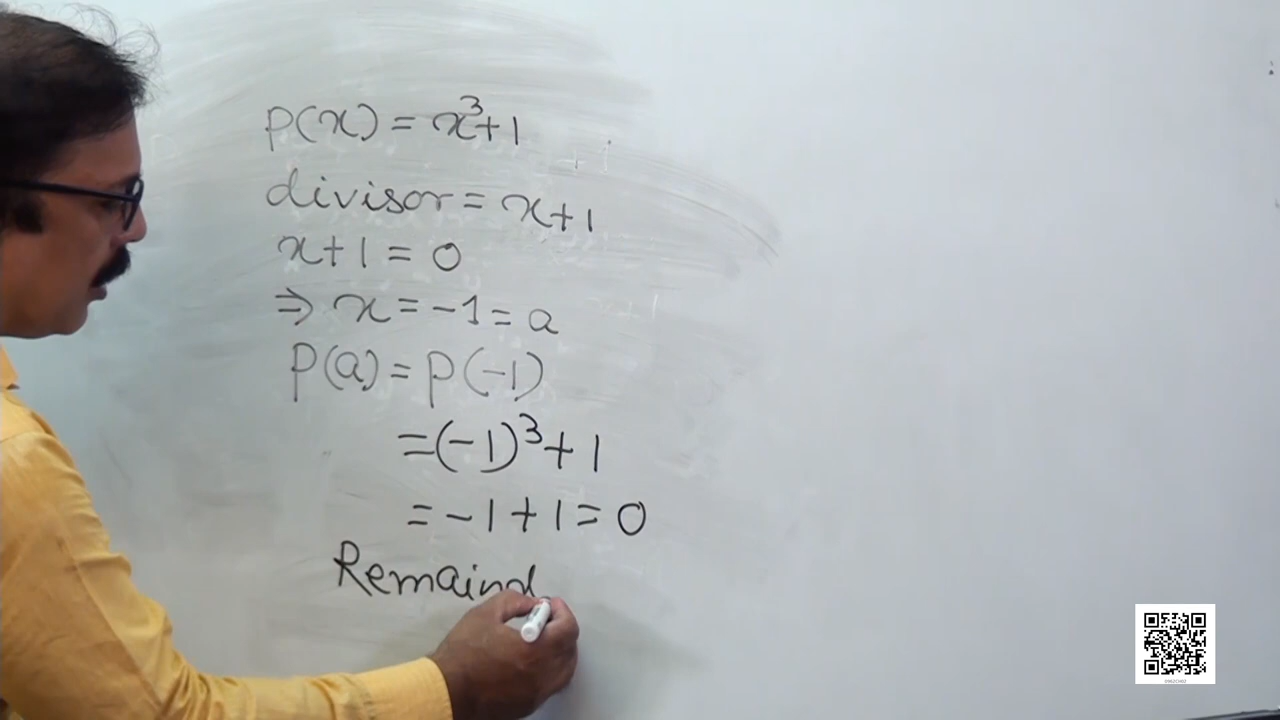 p(x) = x³+1
divisor = x+1
x+1 = 0
⇒ x = -1 = a
p(a) = p(-1)
= (-1)³ + 1
= -1 + 1 = 0
Remaind